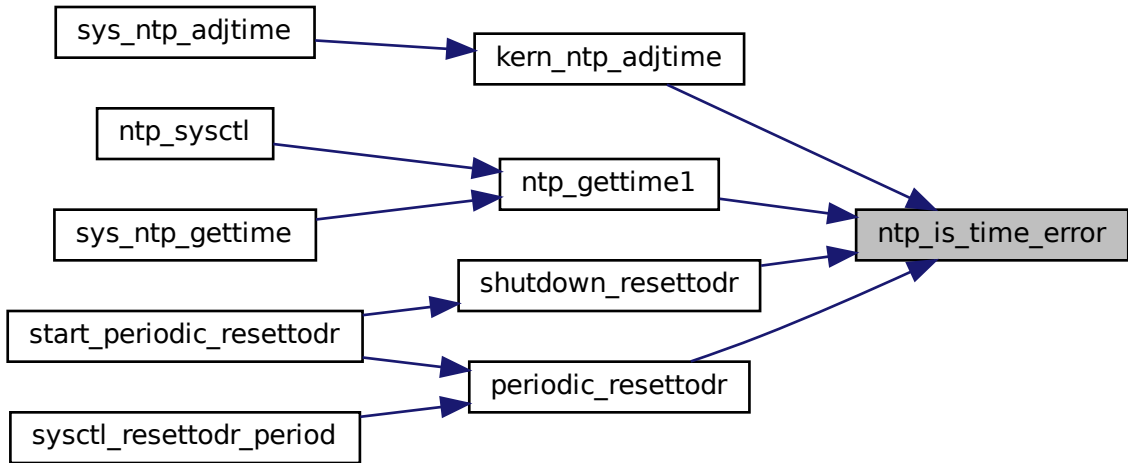 sys_ntp_adjtime
kern_ntp_adjtime
ntp_sysctl
ntp_gettime1
sys_ntp_gettime
ntp_is_time_error
shutdown_resettodr
start_periodic_resettodr
periodic_resettodr
sysctl_resettodr_period